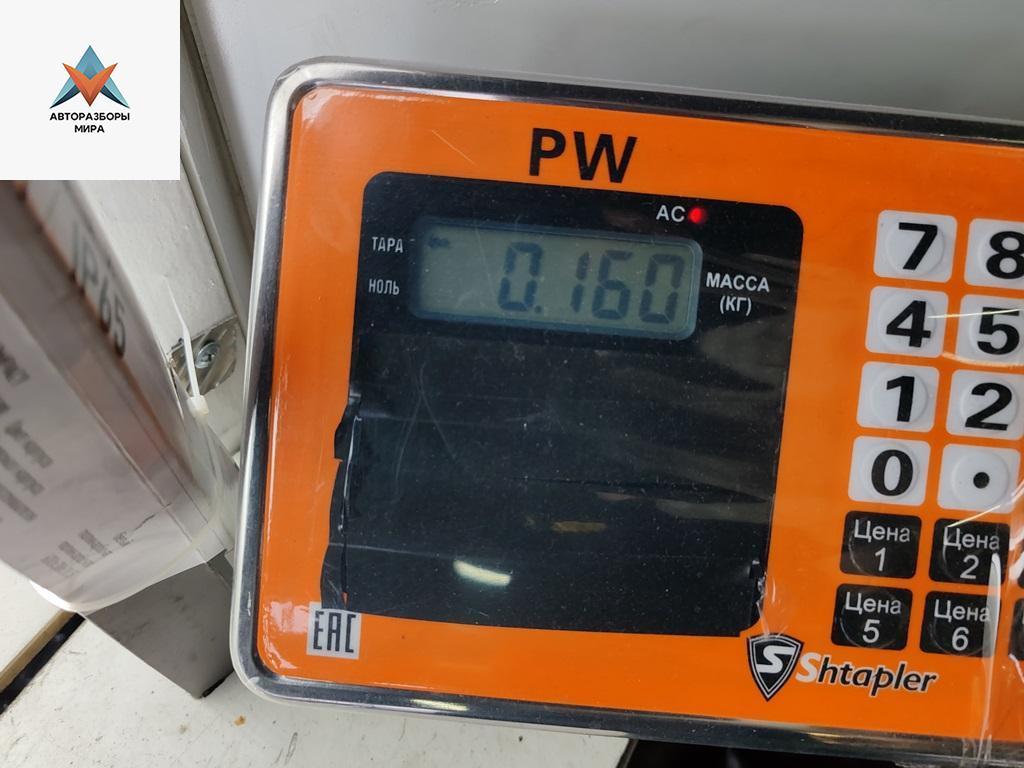 АВТОРАЗБОРЫ
МИРА
IP65
PW
AC
ТАРА
НОЛЬ
0.160
МАССА
(КГ)
7 8
4 5
1 2
0 .
Цена 1
Цена 2
Цена 5
Цена 6
EAC
Shtapler